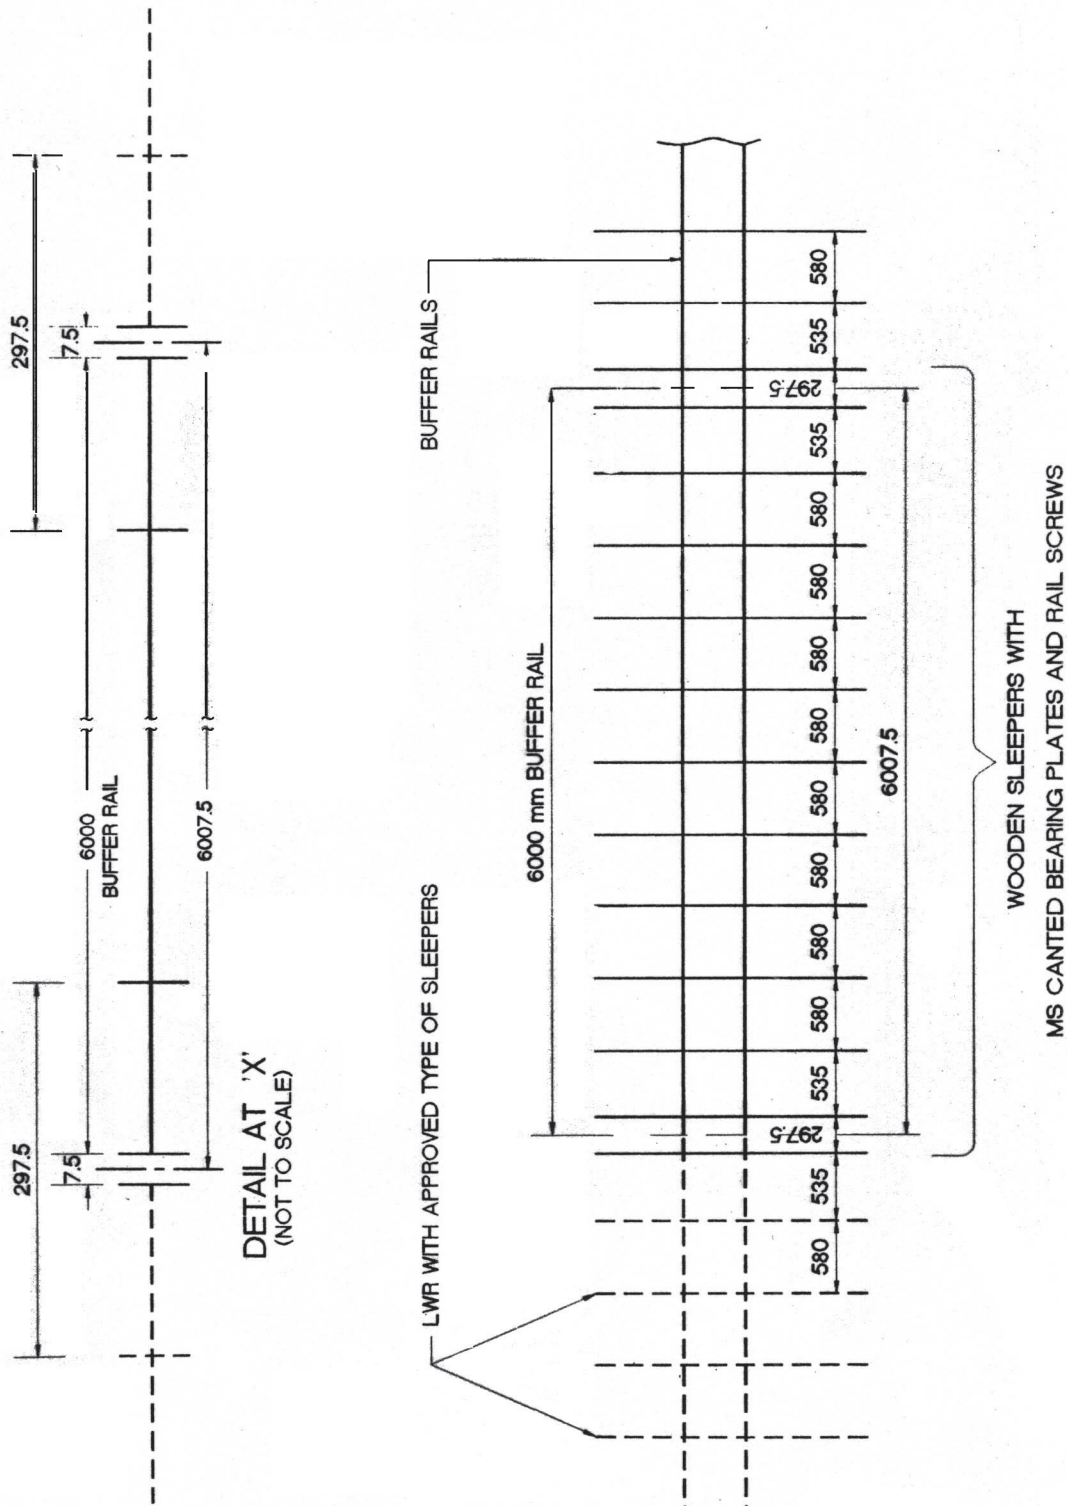 297.5
297.5
7.5
6000
7.5
BUFFER RAIL
6007.5
DETAIL AT 'X'
(NOT TO SCALE)
LWR WITH APPROVED TYPE OF SLEEPERS
BUFFER RAILS
6000 mm BUFFER RAIL
297.5
297.5
580
535
535
580
580
580
580
580
580
580
580
535
535
580
6007.5
WOODEN SLEEPERS WITH
MS CANTED BEARING PLATES AND RAIL SCREWS